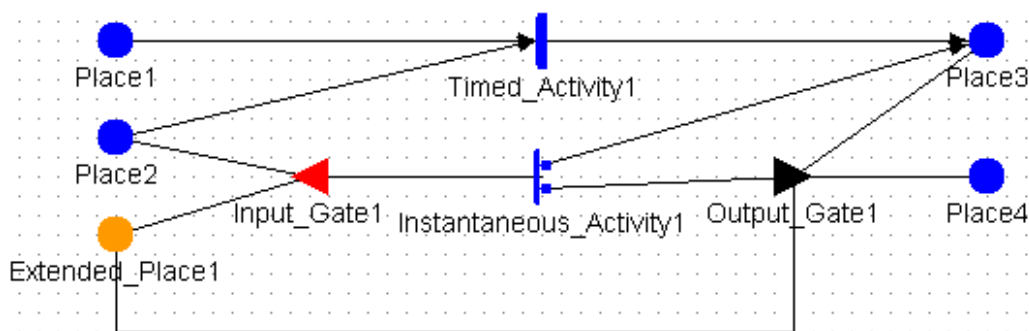 Place1
Timed_Activity1
Place3
Place2
Input_Gate1
Instantaneous_Activity1
Output_Gate1
Place4
Extended_Place1